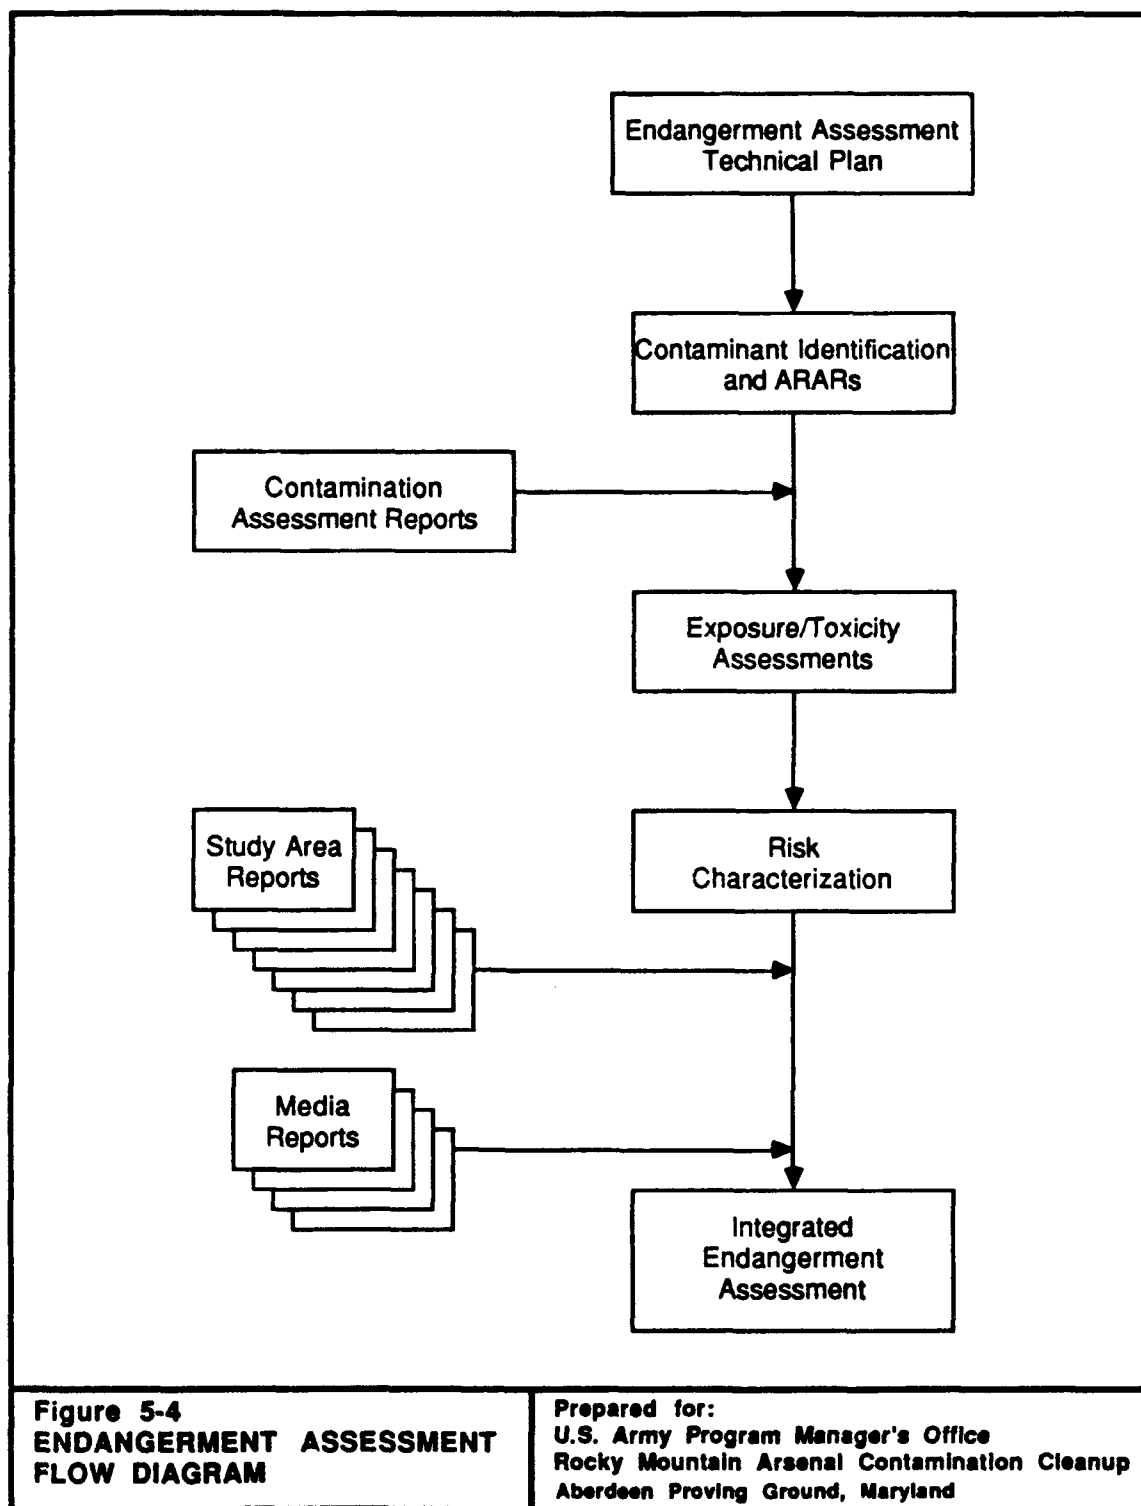 Endangerment Assessment
Technical Plan
Contaminant Identification
and ARARs
Contamination
Assessment Reports
Exposure/Toxicity
Assessments
Study Area
Reports
Risk
Characterization
Media
Reports
Integrated
Endangerment
Assessment
Figure 5-4
ENDANGERMENT ASSESSMENT
FLOW DIAGRAM
Prepared for:
U.S. Army Program Manager's Office
Rocky Mountain Arsenal Contamination Cleanup
Aberdeen Proving Ground, Maryland